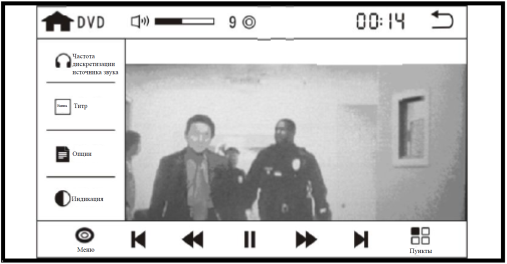 DVD 9 00:14
Частота
дискретизации
источника звука
Титр
Опции
Индикация
Меню
Пункты